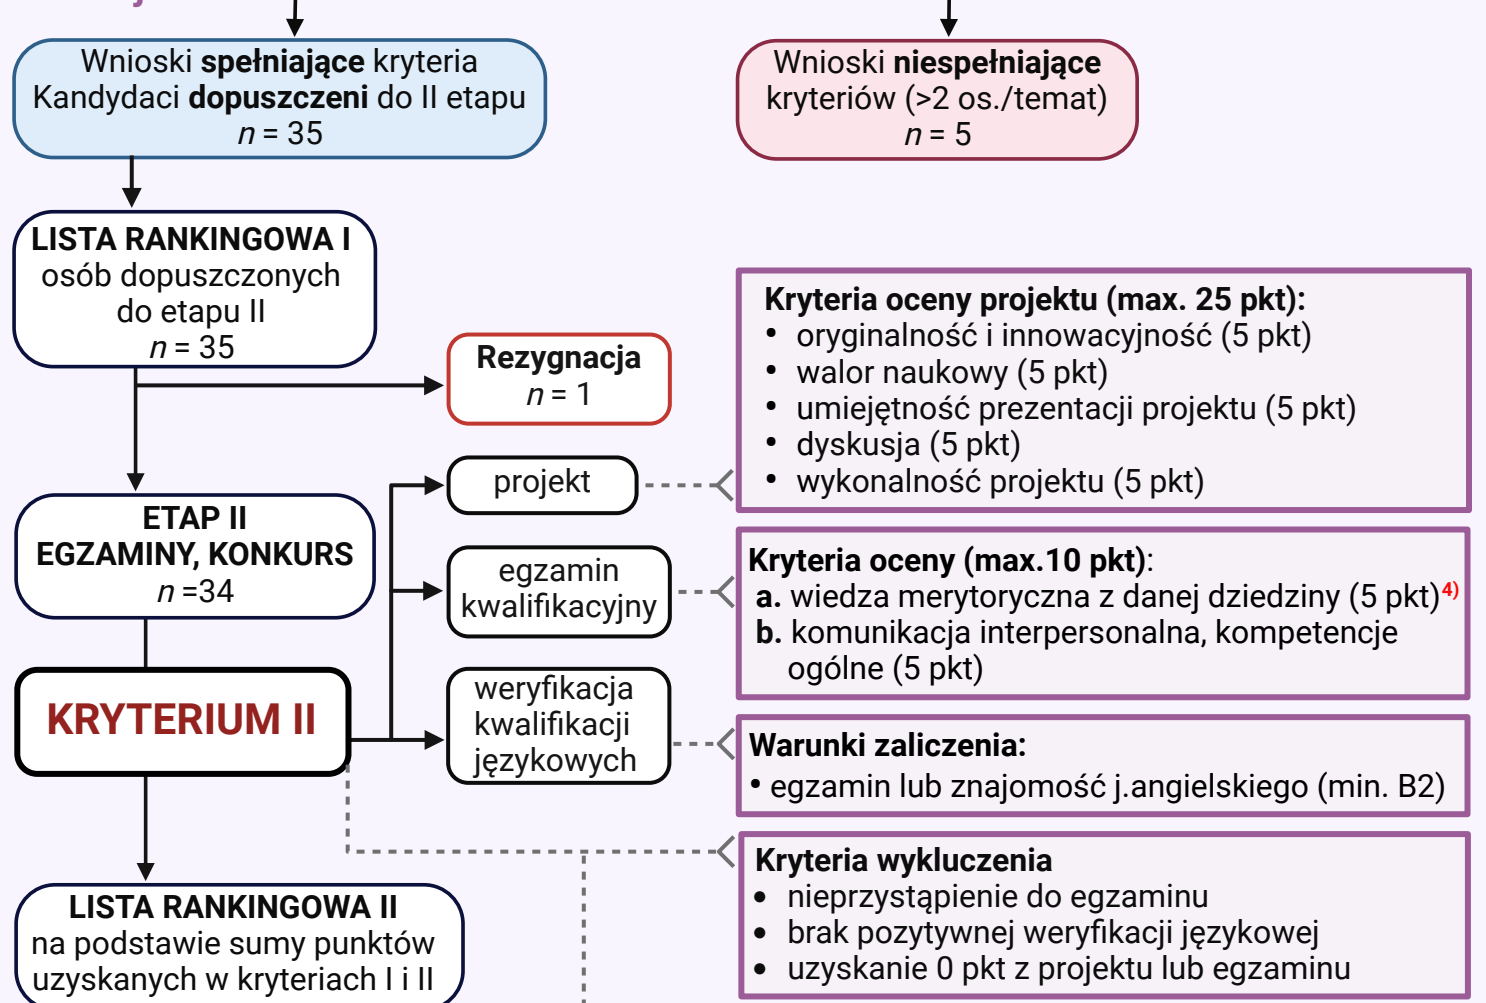 Wnioski spełniające kryteria
Kandydaci dopuszczeni do II etapu
n = 35
Wnioski niespełniające
kryteriów (>2 os./temat)
n = 5
LISTA RANKINGOWA I
osób dopuszczonych
do etapu II
n = 35
Rezygnacja
n = 1
ETAP II
EGZAMINY, KONKURS
n =34
KRYTERIUM II
projekt
Kryteria oceny projektu (max. 25 pkt):
• oryginalność i innowacyjność (5 pkt)
• walor naukowy (5 pkt)
• umiejętność prezentacji projektu (5 pkt)
• dyskusja (5 pkt)
• wykonalność projektu (5 pkt)
egzamin
kwalifikacyjny
Kryteria oceny (max.10 pkt):
a. wiedza merytoryczna z danej dziedziny (5 pkt)4)
b. komunikacja interpersonalna, kompetencje
ogólne (5 pkt)
weryfikacja
kwalifikacji
językowych
Warunki zaliczenia:
• egzamin lub znajomość j.angielskiego (min. B2)
Kryteria wykluczenia
• nieprzystąpienie do egzaminu
• brak pozytywnej weryfikacji językowej
• uzyskanie 0 pkt z projektu lub egzaminu
LISTA RANKINGOWA II
na podstawie sumy punktów
uzyskanych w kryteriach I i II